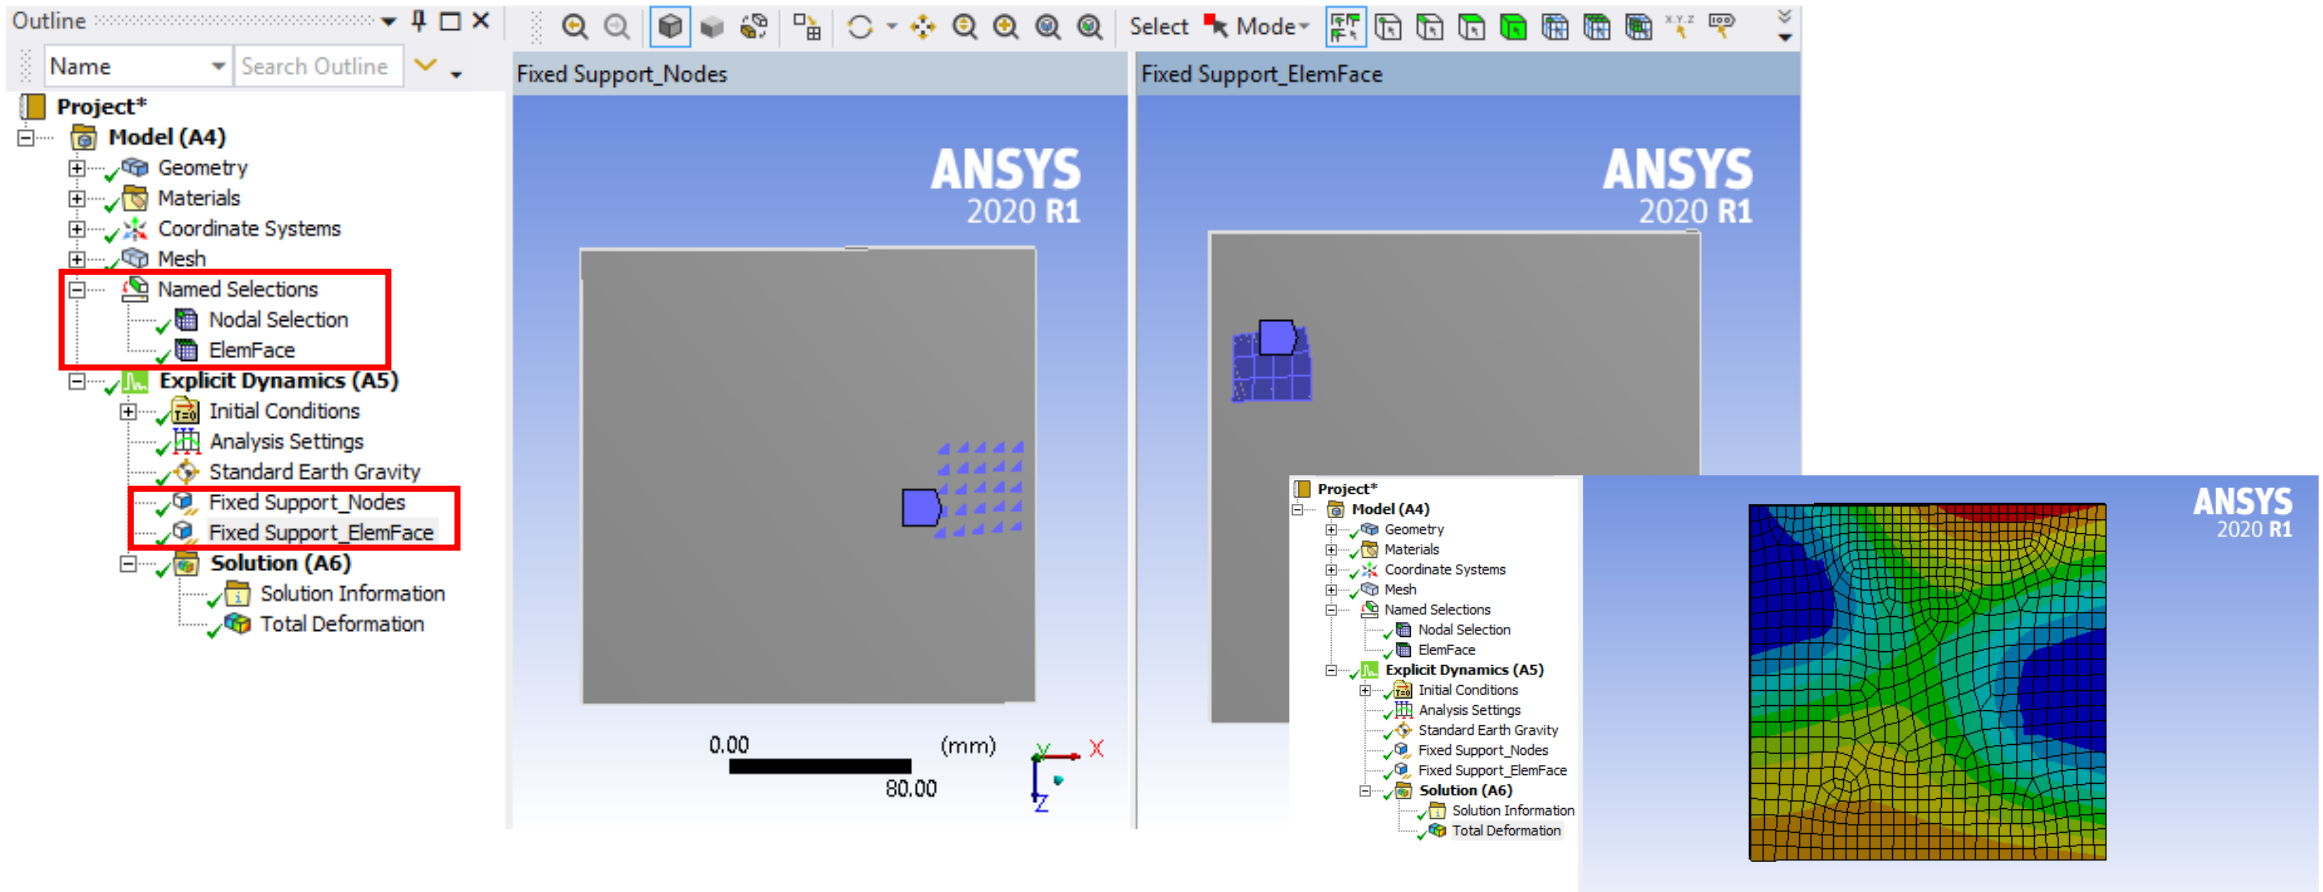 Outline
Name
Search Outline
Project*
Model (A4)
Geometry
Materials
Coordinate Systems
Mesh
Named Selections
Nodal Selection
ElemFace
Explicit Dynamics (A5)
Initial Conditions
Analysis Settings
Standard Earth Gravity
Fixed Support_Nodes
Fixed Support_ElemFace
Solution (A6)
Solution Information
Total Deformation
Select Mode
X.Y.Z
Fixed Support_Nodes
ANSYS
2020 R1
0.00
(mm)
80.00
Y
X
Z
Fixed Support_ElemFace
ANSYS
2020 R1
Project*
Model (A4)
Geometry
Materials
Coordinate Systems
Mesh
Named Selections
Nodal Selection
ElemFace
Explicit Dynamics (A5)
Initial Conditions
Analysis Settings
Standard Earth Gravity
Fixed Support_Nodes
Fixed Support_ElemFace
Solution (A6)
Solution Information
Total Deformation
ANSYS
2020 R1